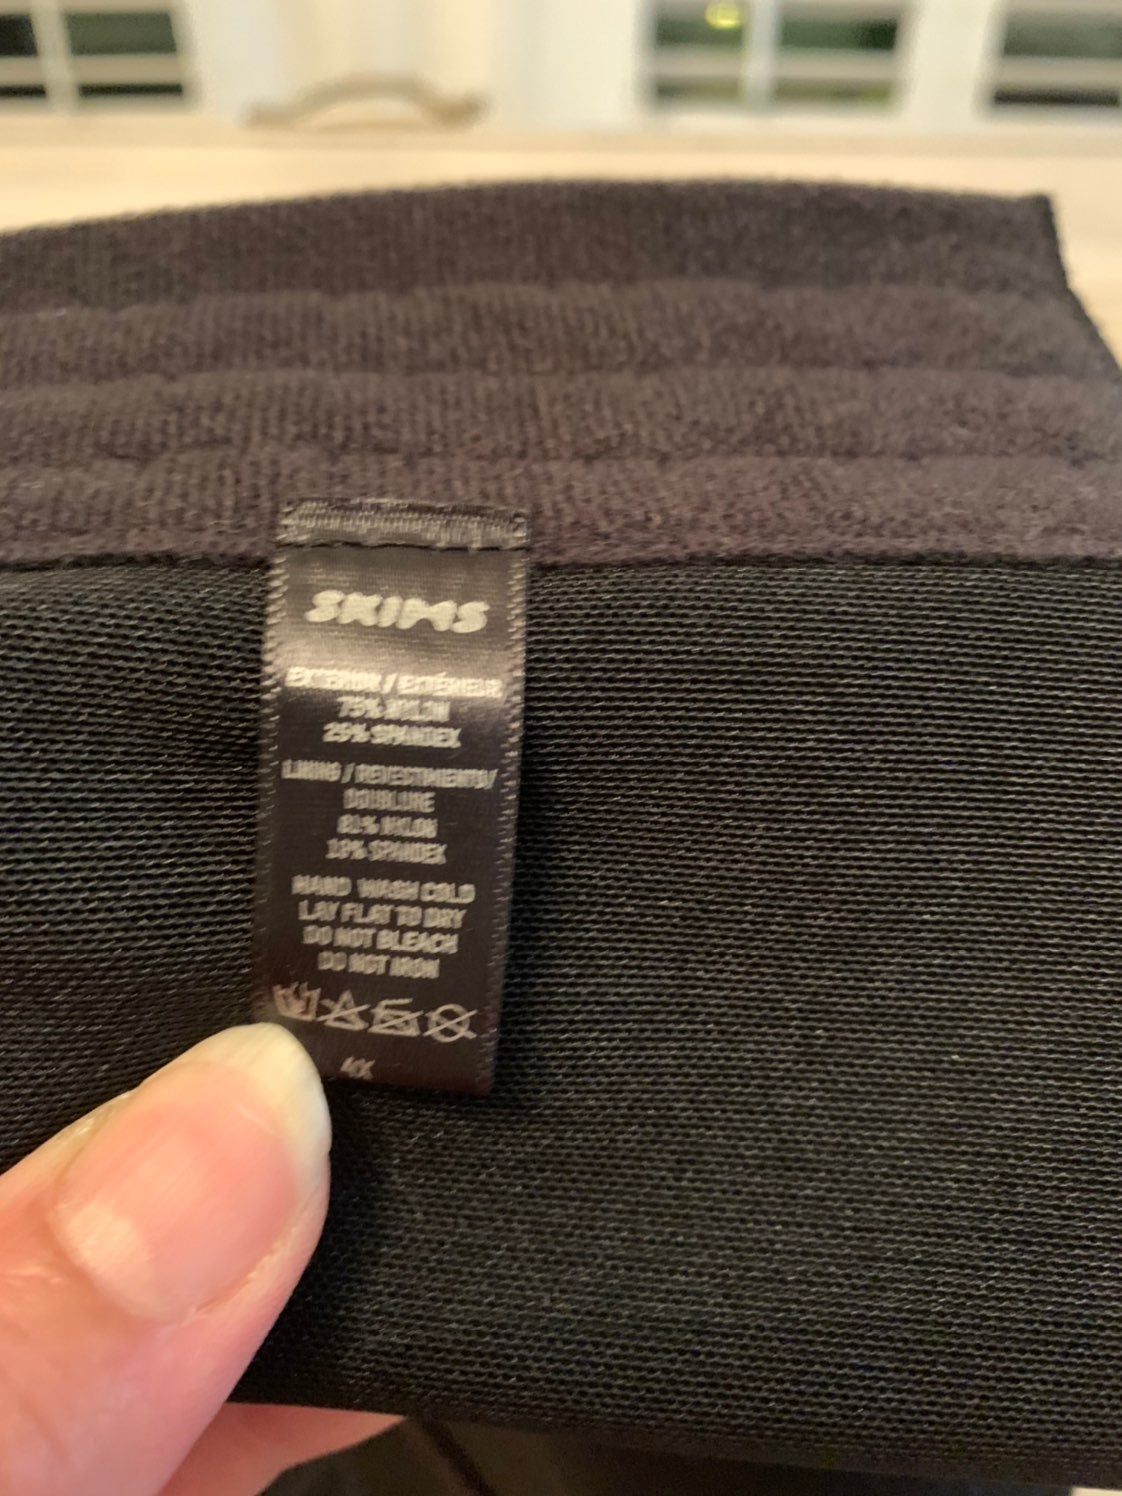 SKIMS
EXTERIOR / EXTÉRIEUR
75% NYLON
25% SPANDEX
LINING / REVESTIMIENTO/
DOUBLURE
81% NYLON
19% SPANDEX
HAND WASH COLD
LAY FLAT TO DRY
DO NOT BLEACH
DO NOT IRON
4X